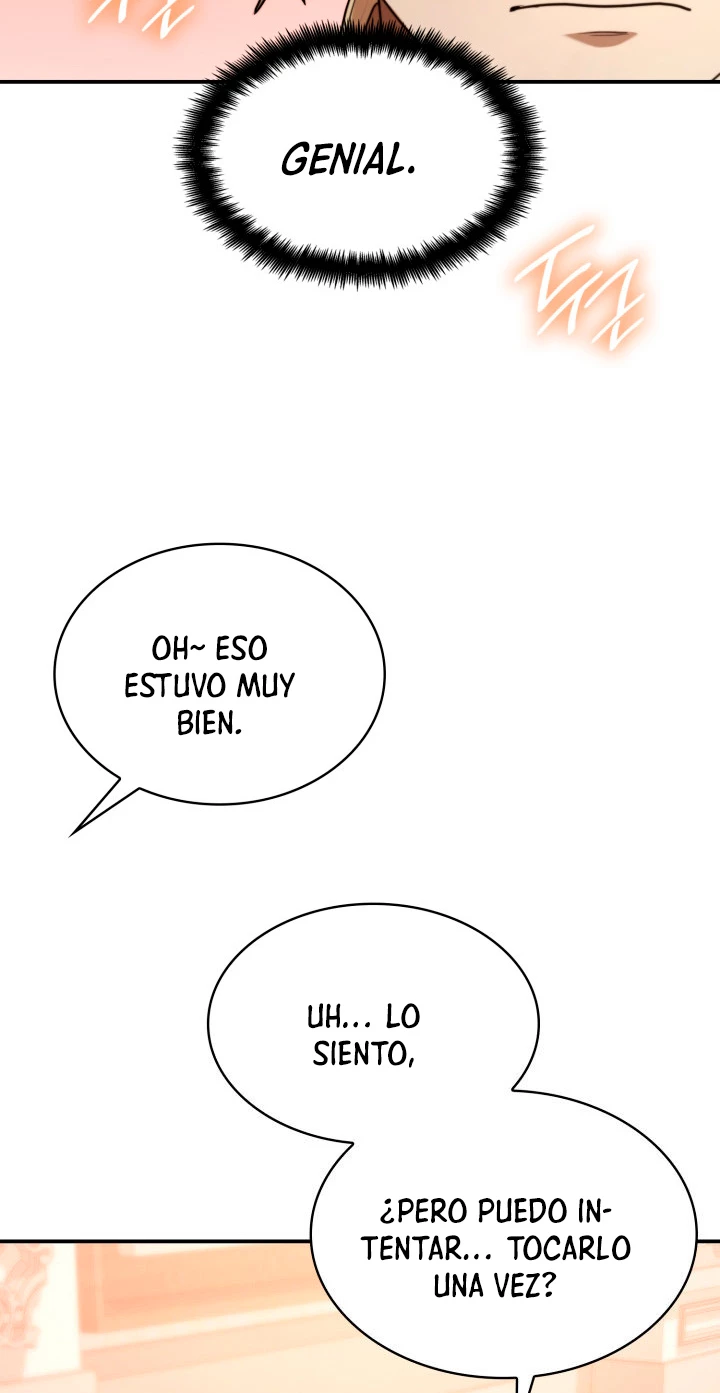 GENIAL.
OH~ ESO
ESTUVO MUY
BIEN.
UH... LO
SIENTO,
¿PERO PUEDO IN-
TENTAR... TOCARLO
UNA VEZ?